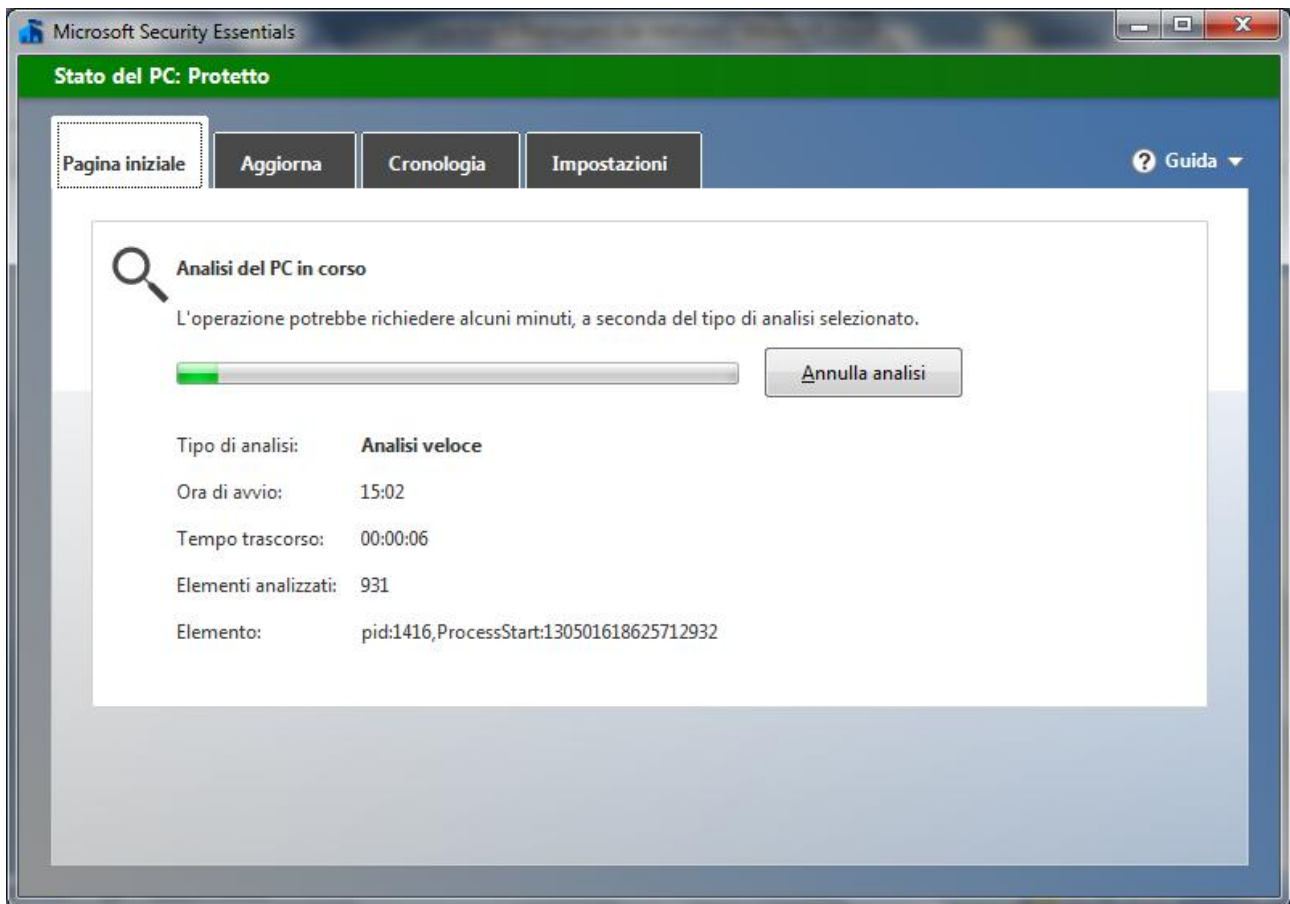 Microsoft Security Essentials
Stato del PC: Protetto
Pagina iniziale Aggiorna Cronologia Impostazioni Guida
Analisi del PC in corso
L'operazione potrebbe richiedere alcuni minuti, a seconda del tipo di analisi selezionato.
Annulla analisi
Tipo di analisi: Analisi veloce
Ora di avvio: 15:02
Tempo trascorso: 00:00:06
Elementi analizzati: 931
Elemento: pid:1416,ProcessStart:130501618625712932